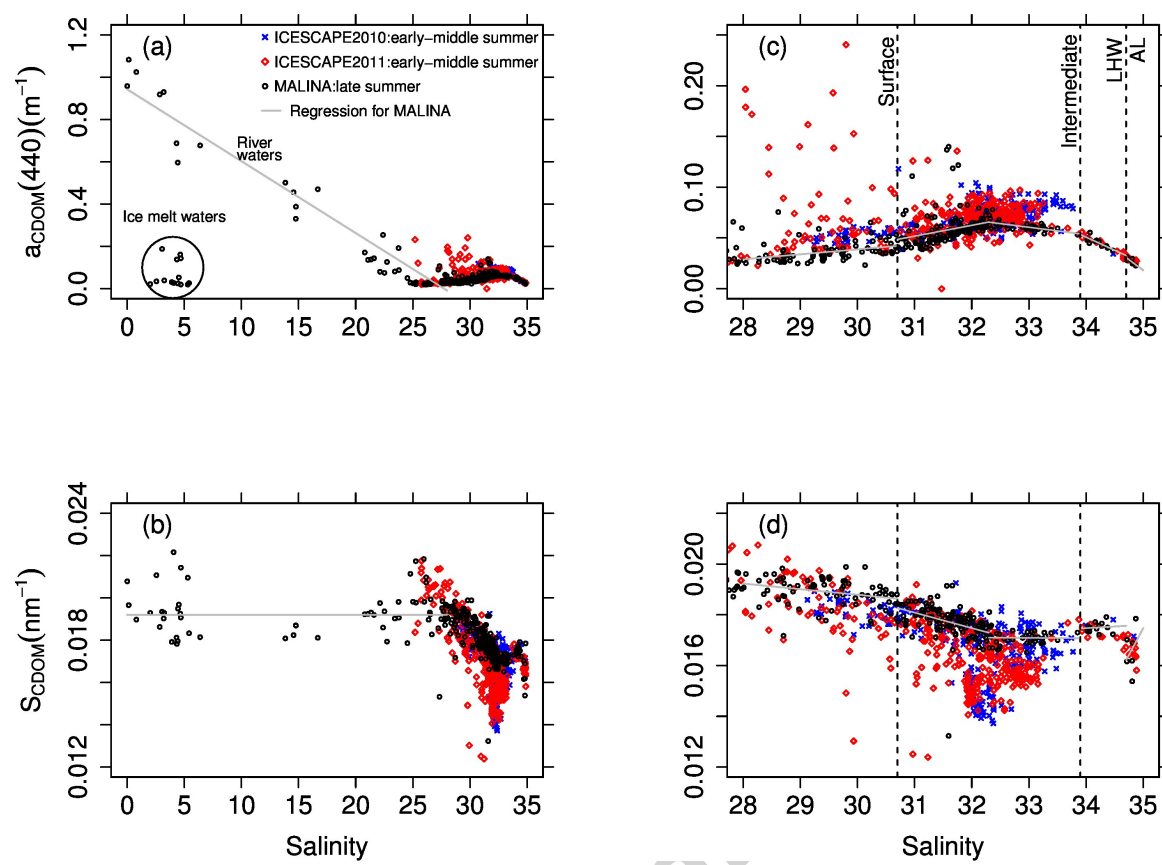 (a)
ICESCAPE2010:early−middle summer
ICESCAPE2011:early−middle summer
MALINA:late summer
Regression for MALINA
River
waters
Ice melt waters
aCDOM(440)(m−1)
1.2
0.8
0.4
0.0
0 5 10 15 20 25 30 35
(c)
Surface
Intermediate
LHW
AL
0.20
0.10
0.00
28 29 30 31 32 33 34 35
(b)
SCDOM(nm−1)
0.024
0.018
0.012
0 5 10 15 20 25 30 35
Salinity
(d)
0.020
0.016
0.012
28 29 30 31 32 33 34 35
Salinity